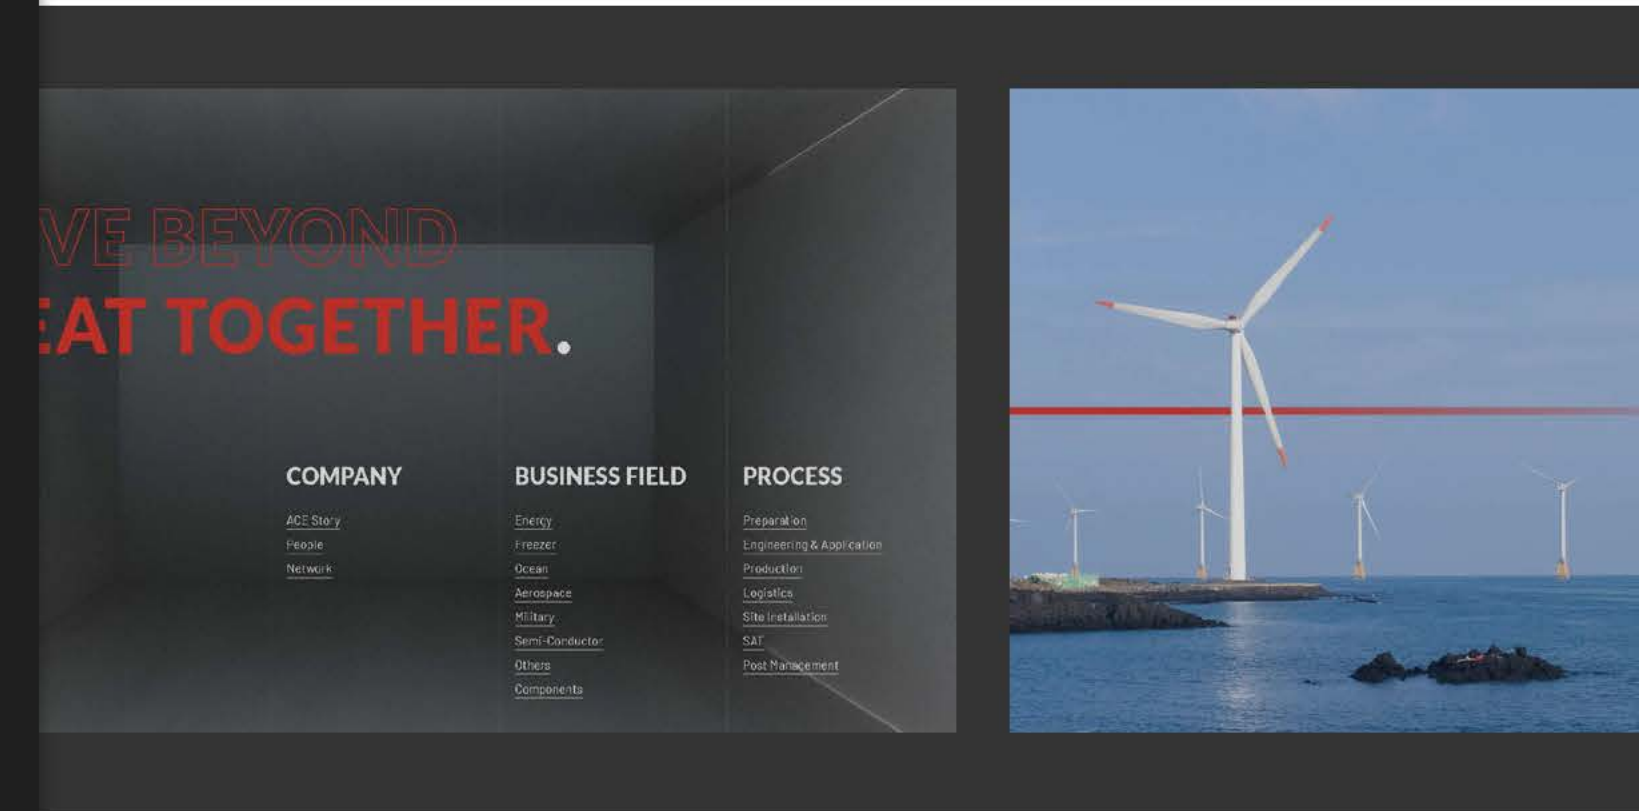 VE BEYOND
EAT TOGETHER.
COMPANY
ACE Story
People
Network
BUSINESS FIELD
Energy
Freezer
Ocean
Aerospace
Military
Semi-Conductor
Others
Components
PROCESS
Preparation
Engineering & Application
Production
Logistics
Site Installation
SAT
Post Management